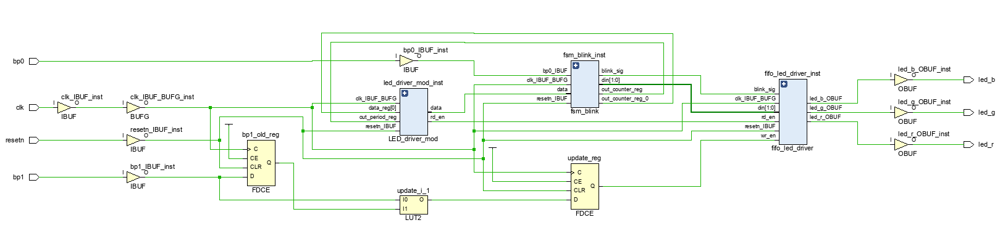 bp0
clk
resetn
bp1
clk_IBUF_inst
I
O
IBUF
clk_IBUF_BUFG_inst
I
O
BUFG
resetn_IBUF_inst
I
O
IBUF
bp1_IBUF_inst
I
O
IBUF
bp1_old_reg
C
CE
CLR
D
Q
FDCE
bp0_IBUF_inst
I
O
IBUF
led_driver_mod_inst
clk_IBUF_BUFG
data_reg[0]
out_period_reg
resetn_IBUF
data
rd_en
LED_driver_mod
update_i_1
I0
I1
O
LUT2
fsm_blink_inst
bp0_IBUF
clk_IBUF_BUFG
data
resetn_IBUF
blink_sig
din[1:0]
out_counter_reg
out_counter_reg_0
fsm_blink
update_reg
C
CE
CLR
D
Q
FDCE
fifo_led_driver_inst
blink_sig
clk_IBUF_BUFG
din[1:0]
rd_en
resetn_IBUF
wr_en
led_b_OBUF
led_g_OBUF
led_r_OBUF
fifo_led_driver
led_b_OBUF_inst
I
O
OBUF
led_g_OBUF_inst
I
O
OBUF
led_r_OBUF_inst
I
O
OBUF
led_b
led_g
led_r